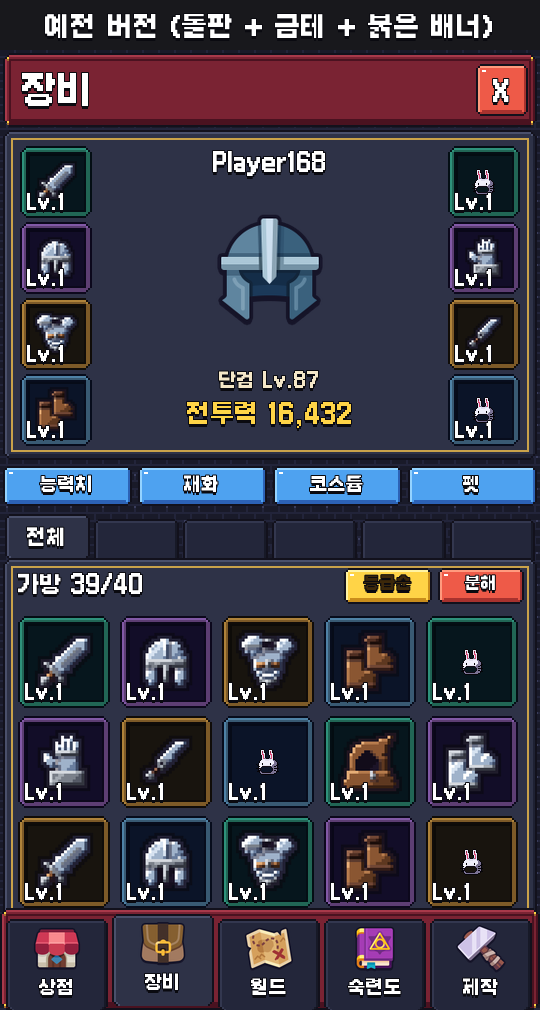 예전 버전 (돌판 + 금테 + 붉은 배너)
장비
X
Player168
Lv.1
Lv.1
Lv.1
Lv.1
Lv.1
Lv.1
Lv.1
Lv.1
단검 Lv.87
전투력 16,432
능력치 재화 코스튬 펫
전체
가방 39/40 등급순 분해
Lv.1 Lv.1 Lv.1 Lv.1 Lv.1
Lv.1 Lv.1 Lv.1 Lv.1 Lv.1
Lv.1 Lv.1 Lv.1 Lv.1 Lv.1
상점 장비 월드 숙련도 제작